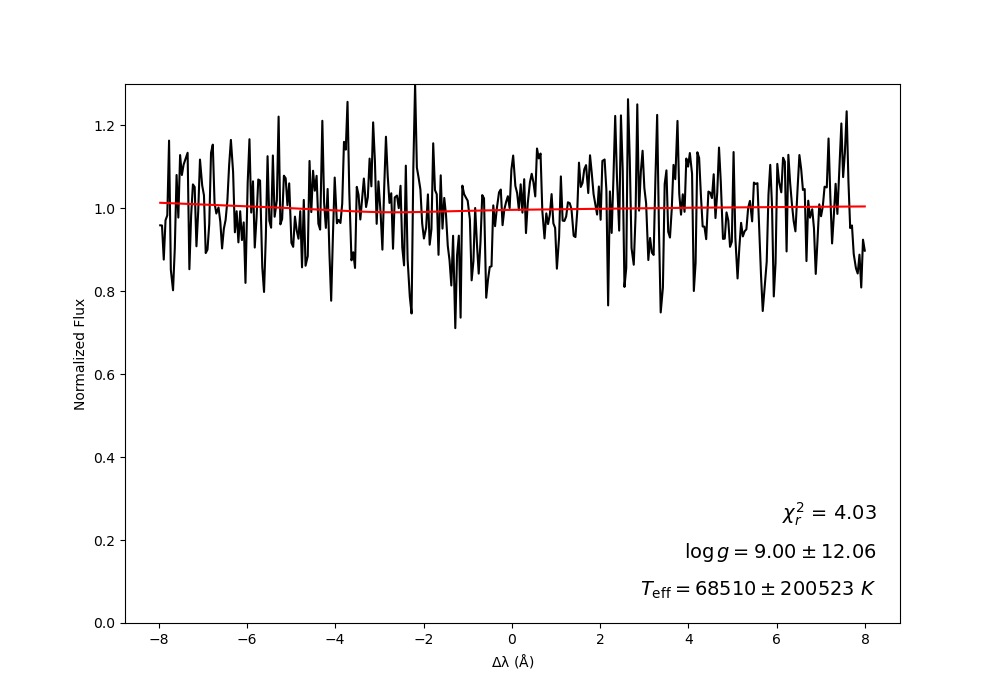 1.2
1.0
0.8
0.6
0.4
0.2
0.0
Normalized Flux
χ²ᵣ = 4.03
log g = 9.00 ± 12.06
T_eff = 68510 ± 200523 K
−8 −6 −4 −2 0 2 4 6 8
Δλ (Å)